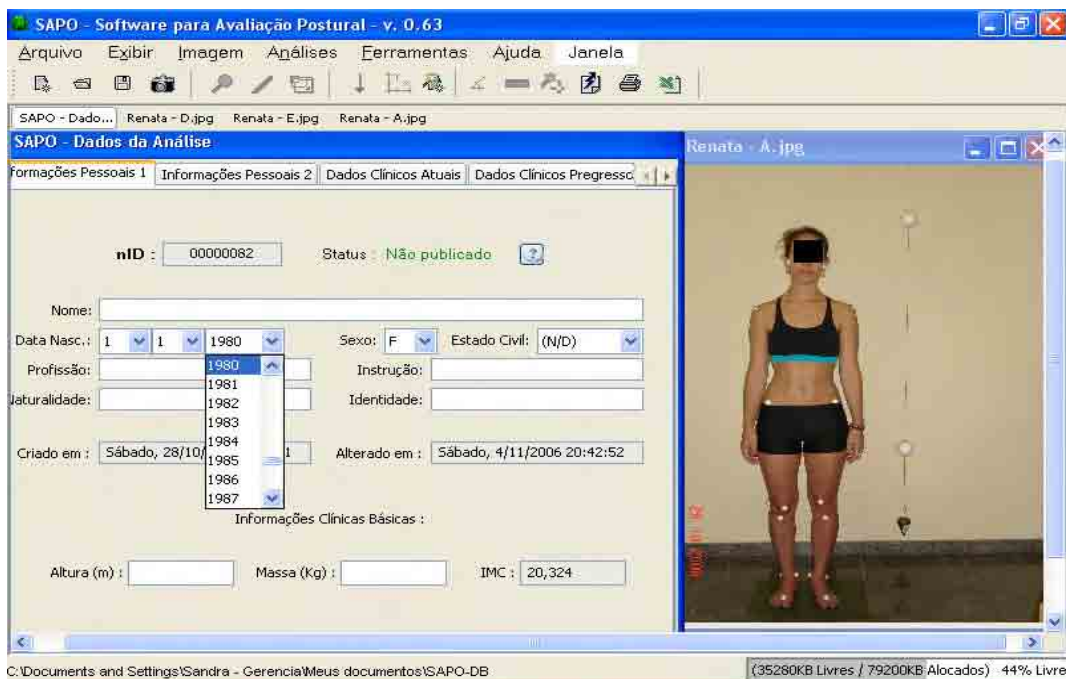 SAPO - Software para Avaliação Postural - v. 0.63
Arquivo Exibir Imagem Análises Ferramentas Ajuda Janela
SAPO - Dado... Renata - D.jpg Renata - E.jpg Renata - A.jpg
SAPO - Dados da Análise
Renata - A.jpg
formações Pessoais 1 Informações Pessoais 2 Dados Clínicos Atuais Dados Clínicos Pregresso
nID : 00000082 Status : Não publicado ?
Nome:
Data Nasc.: 1 1 1980 Sexo: F Estado Civil: (N/D)
Profissão: 1980 Instrução:
1981
Naturalidade: 1982 Identidade:
1983
1984
Criado em : Sábado, 28/10/ 1985 1 Alterado em : Sábado, 4/11/2006 20:42:52
1986
1987
Informações Clínicas Básicas :
Altura (m) : Massa (Kg) : IMC : 20,324
C:\Documents and Settings\Sandra - Gerencia\Meus documentos\SAPO-DB (35280KB Livres / 79200KB Alocados) 44% Livre